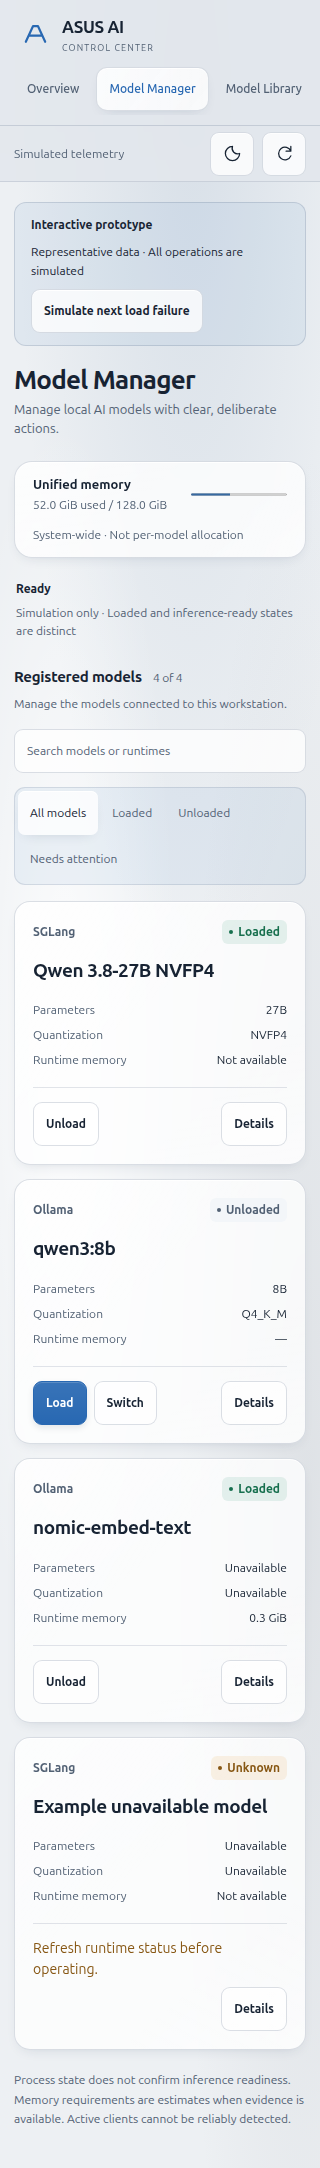 ASUS AI
CONTROL CENTER
Overview
Model Manager
Model Library
Simulated telemetry
Interactive prototype
Representative data · All operations are
simulated
Simulate next load failure
Model Manager
Manage local AI models with clear, deliberate
actions.
Unified memory
52.0 GiB used / 128.0 GiB
System-wide · Not per-model allocation
Ready
Simulation only · Loaded and inference-ready states
are distinct
Registered models 4 of 4
Manage the models connected to this workstation.
Search models or runtimes
All models
Loaded
Unloaded
Needs attention
SGLang
Loaded
Qwen 3.8-27B NVFP4
Parameters 27B
Quantization NVFP4
Runtime memory Not available
Unload
Details
Ollama
Unloaded
qwen3:8b
Parameters 8B
Quantization Q4_K_M
Runtime memory —
Load
Switch
Details
Ollama
Loaded
nomic-embed-text
Parameters Unavailable
Quantization Unavailable
Runtime memory 0.3 GiB
Unload
Details
SGLang
Unknown
Example unavailable model
Parameters Unavailable
Quantization Unavailable
Runtime memory Not available
Refresh runtime status before
operating.
Details
Process state does not confirm inference readiness.
Memory requirements are estimates when evidence is
available. Active clients cannot be reliably detected.